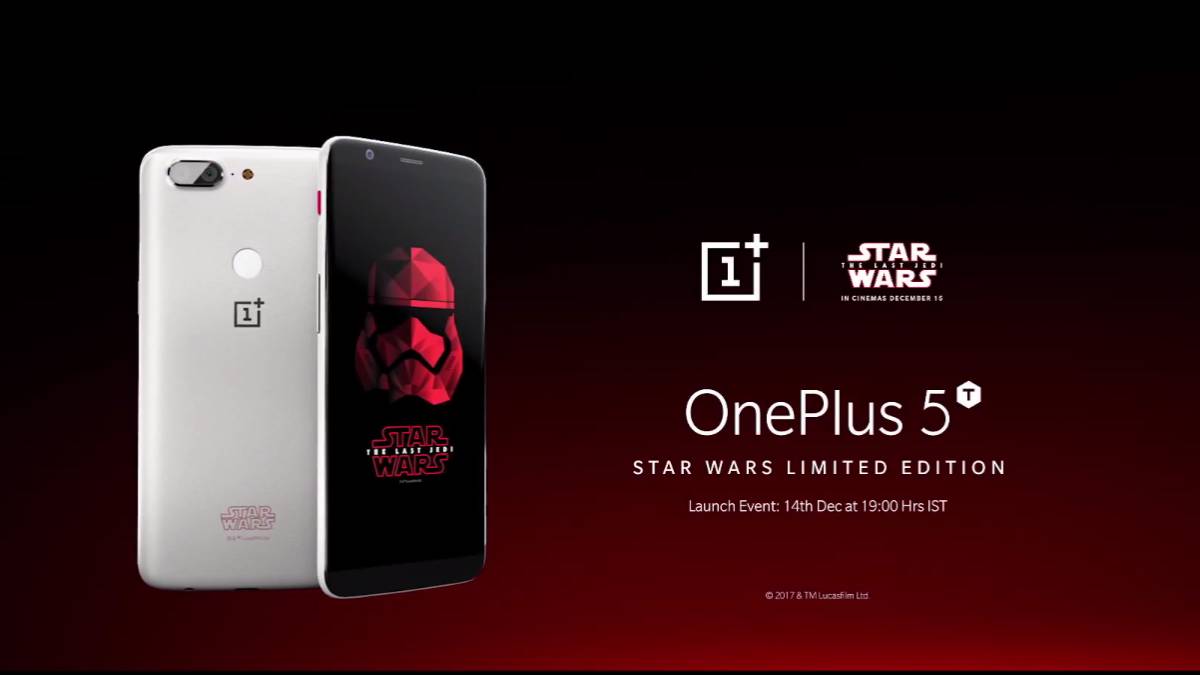 STAR
THE LAST JEDI
WARS
STAR
WARS
1+
STAR
THE LAST JEDI
WARS
IN CINEMAS DECEMBER 15
OnePlus 5T
STAR WARS LIMITED EDITION
Launch Event: 14th Dec at 19:00 Hrs IST
© 2017 & TM Lucasfilm Ltd.